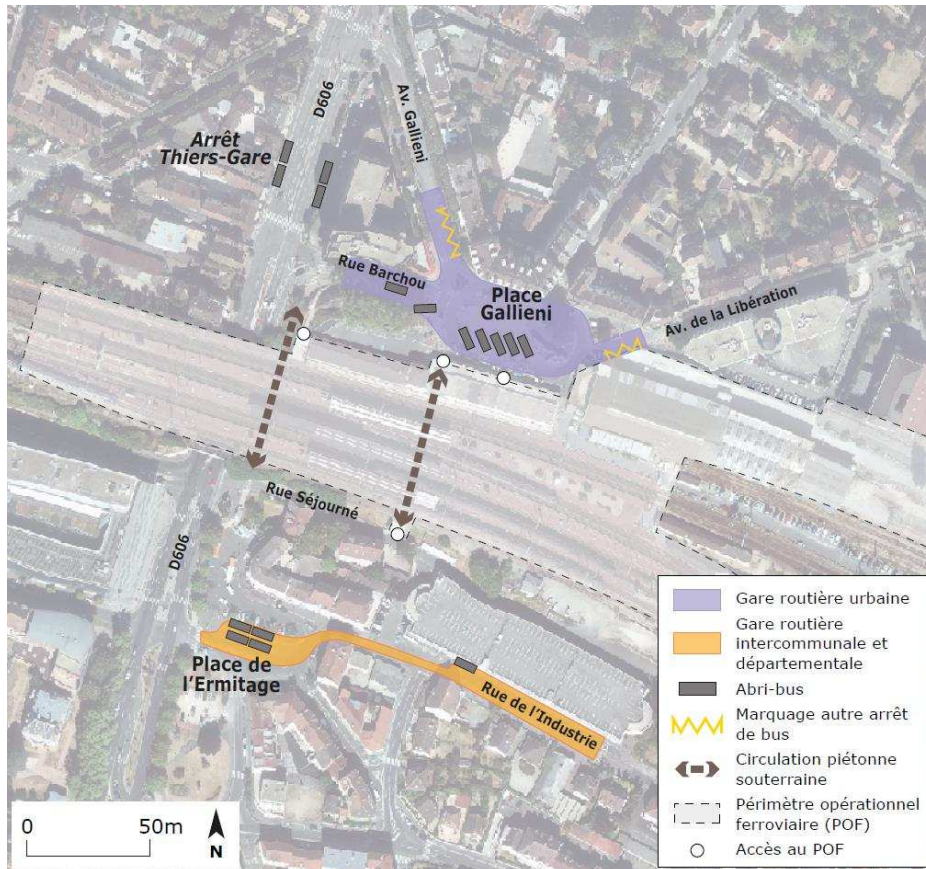 D606
Av. Gallieni
Arrêt
Thiers-Gare
Rue Barchou
Place
Gallieni
Av. de la Libération
Rue Séjourné
D606
Place de
l'Ermitage
Rue de l'Industrie
0 50m
N
Gare routière urbaine
Gare routière
intercommunale et
départementale
Abri-bus
Marquage autre arrêt
de bus
Circulation piétonne
souterraine
Périmètre opérationnel
ferroviaire (POF)
Accès au POF